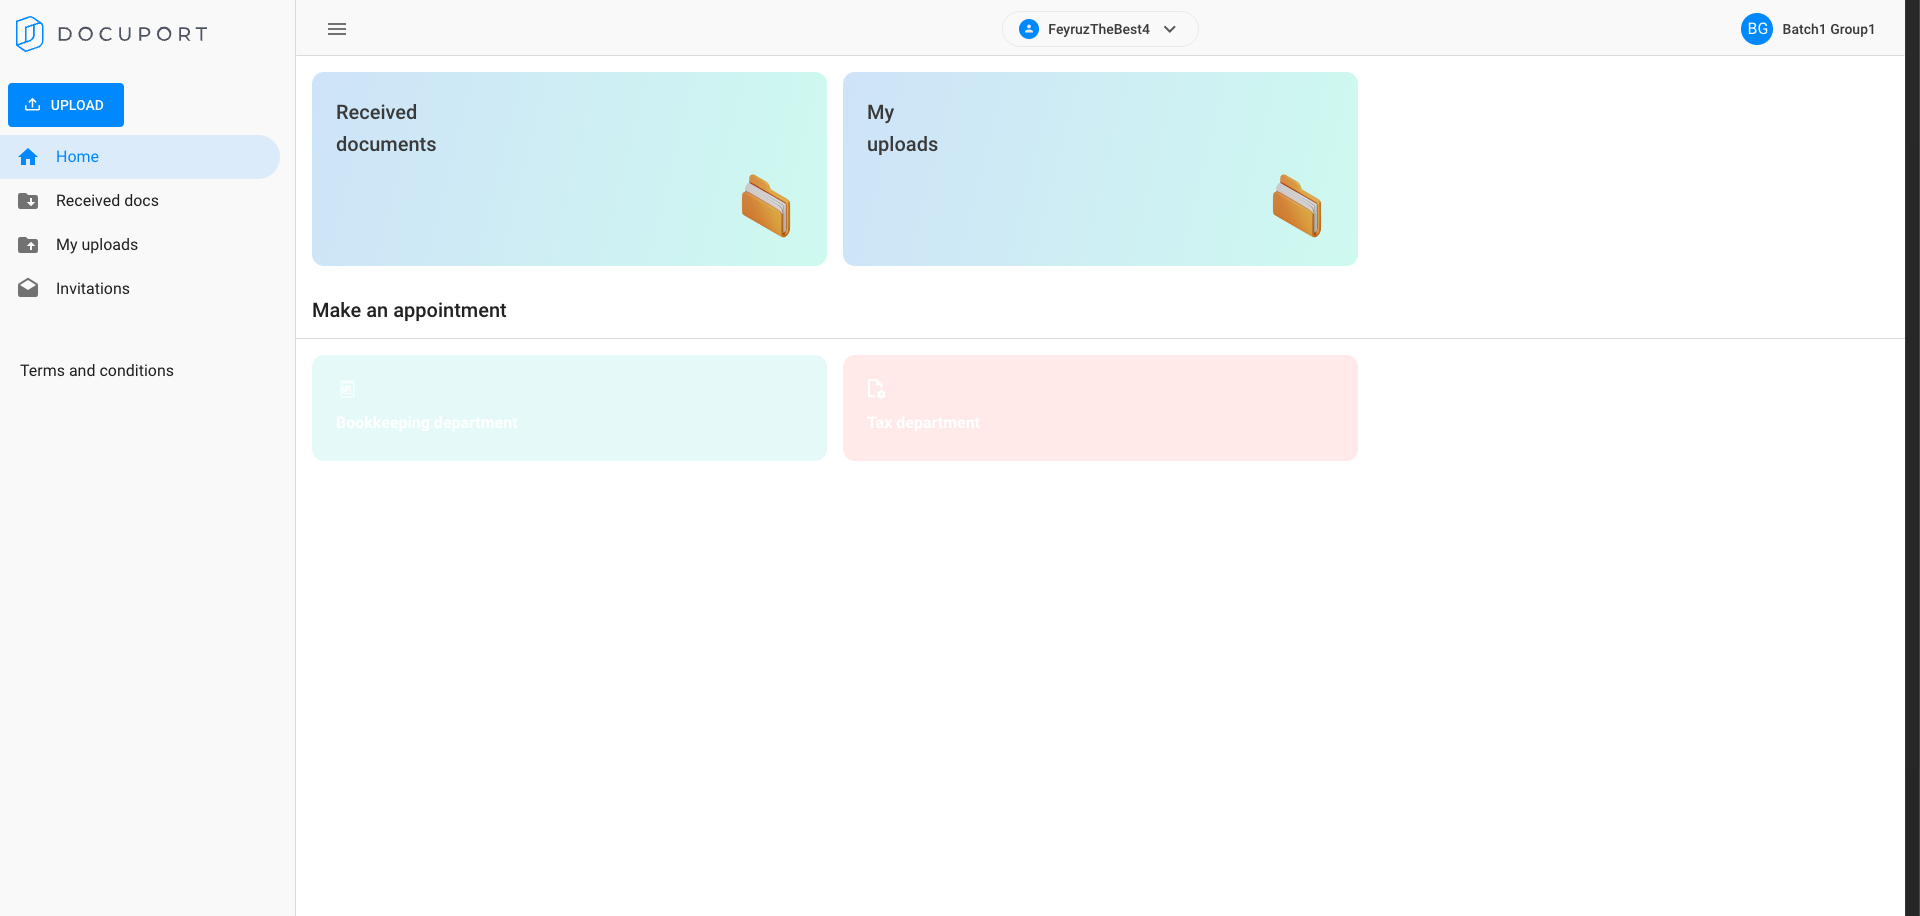 DOCUPORT
UPLOAD
Home
Received docs
My uploads
Invitations
Terms and conditions
FeyruzTheBest4
BG Batch1 Group1
Received
documents
My
uploads
Make an appointment
Bookkeeping department
Tax department